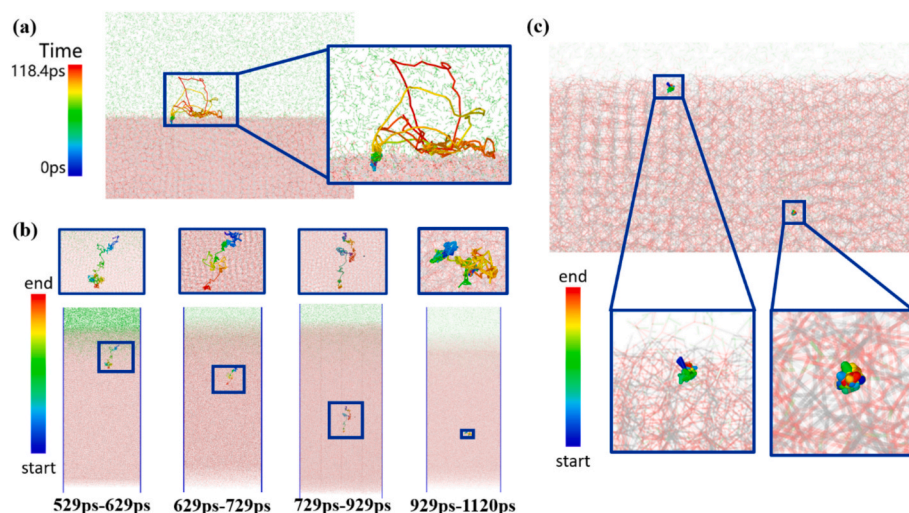 (a)
Time
118.4ps
0ps
(b)
end
start
529ps-629ps
629ps-729ps
729ps-929ps
929ps-1120ps
(c)
end
start